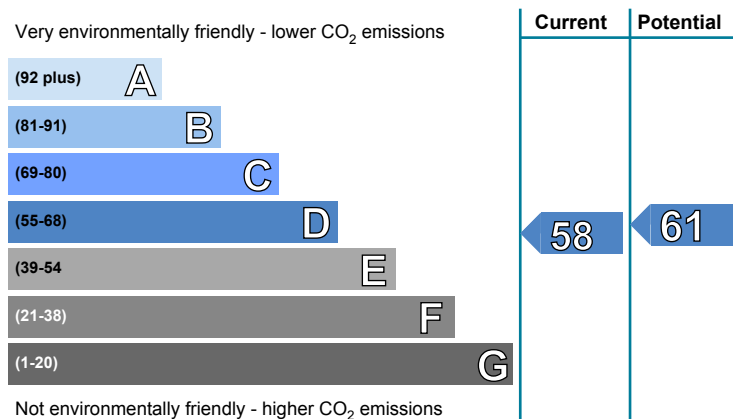 Very environmentally friendly - lower CO₂ emissions
Current
Potential
(92 plus) A
(81-91) B
(69-80) C
(55-68) D
58
61
(39-54 E
(21-38) F
(1-20) G
Not environmentally friendly - higher CO₂ emissions